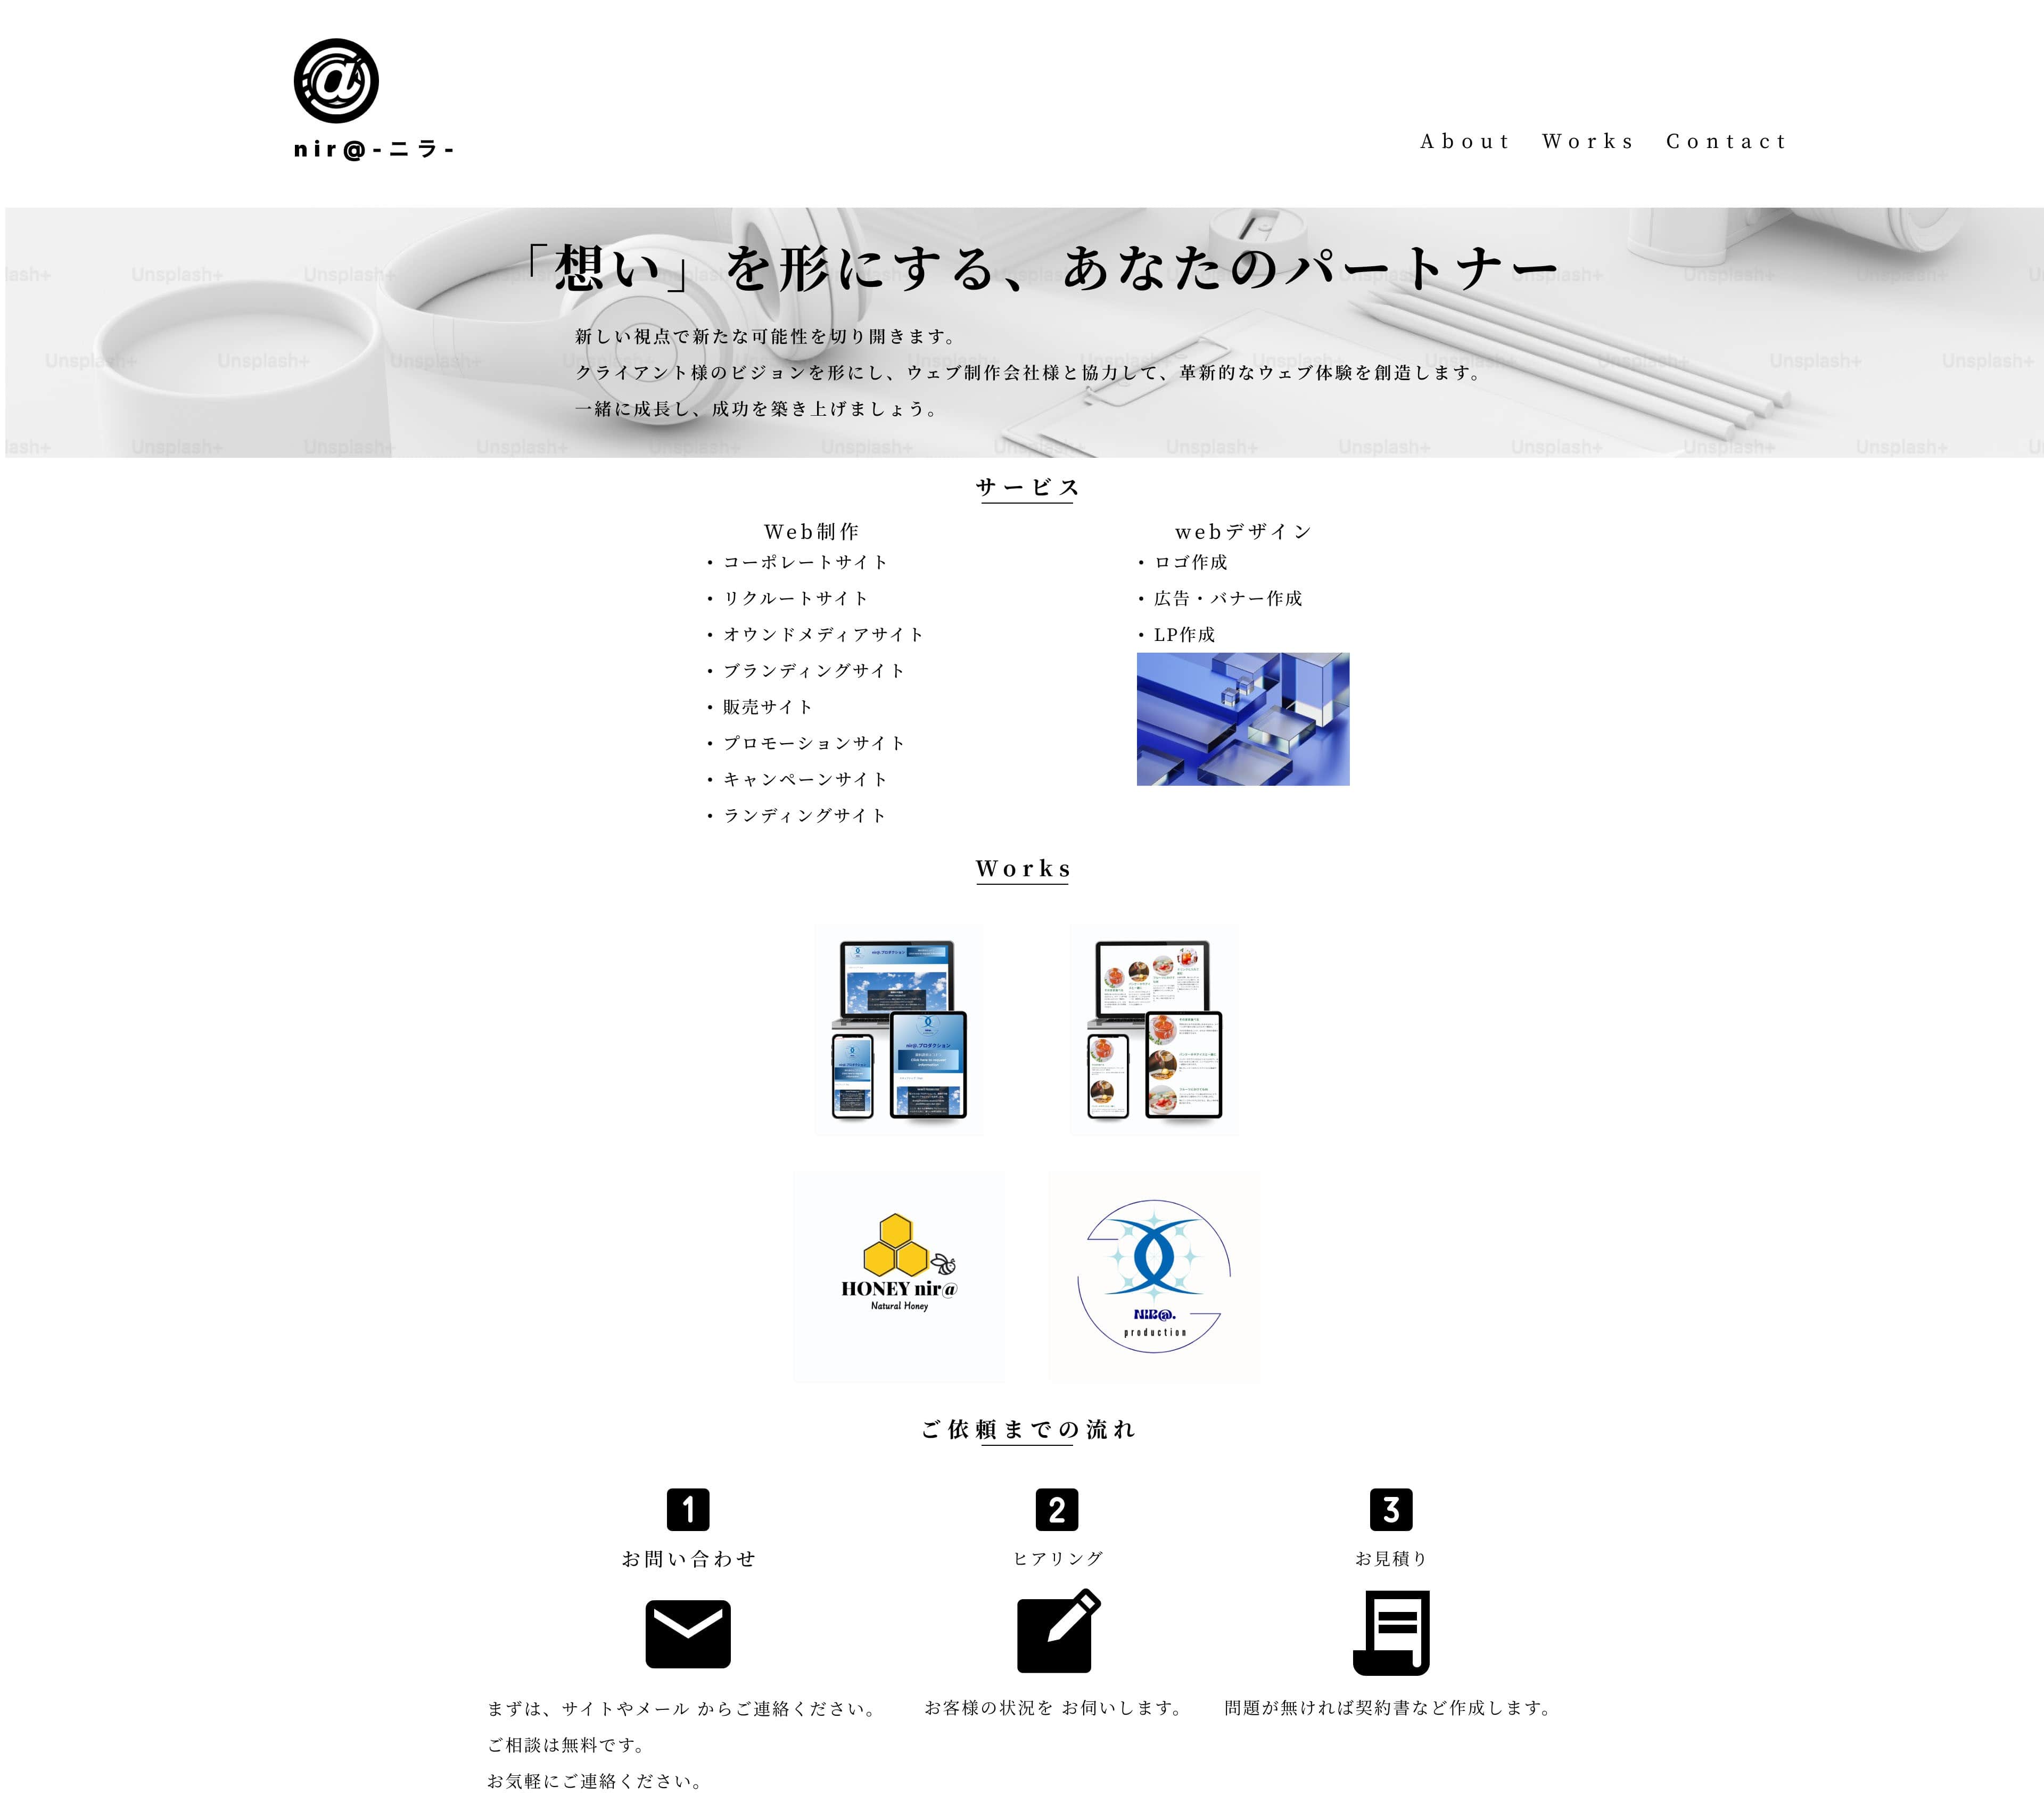 nir@-ニラ-
About Works Contact
「想い」を形にする、あなたのパートナー
新しい視点で新たな可能性を切り開きます。
クライアント様のビジョンを形にし、ウェブ制作会社様と協力して、革新的なウェブ体験を創造します。
一緒に成長し、成功を築き上げましょう。
サービス
Web制作
・コーポレートサイト
・リクルートサイト
・オウンドメディアサイト
・ブランディングサイト
・販売サイト
・プロモーションサイト
・キャンペーンサイト
・ランディングサイト
webデザイン
・ロゴ作成
・広告・バナー作成
・LP作成
Works
nir@.プロダクション
HONEY nir@
Natural Honey
NIR@.
production
ご依頼までの流れ
1
お問い合わせ
まずは、サイトやメール からご連絡ください。
ご相談は無料です。
お気軽にご連絡ください。
2
ヒアリング
お客様の状況を お伺いします。
3
お見積り
問題が無ければ契約書など作成します。